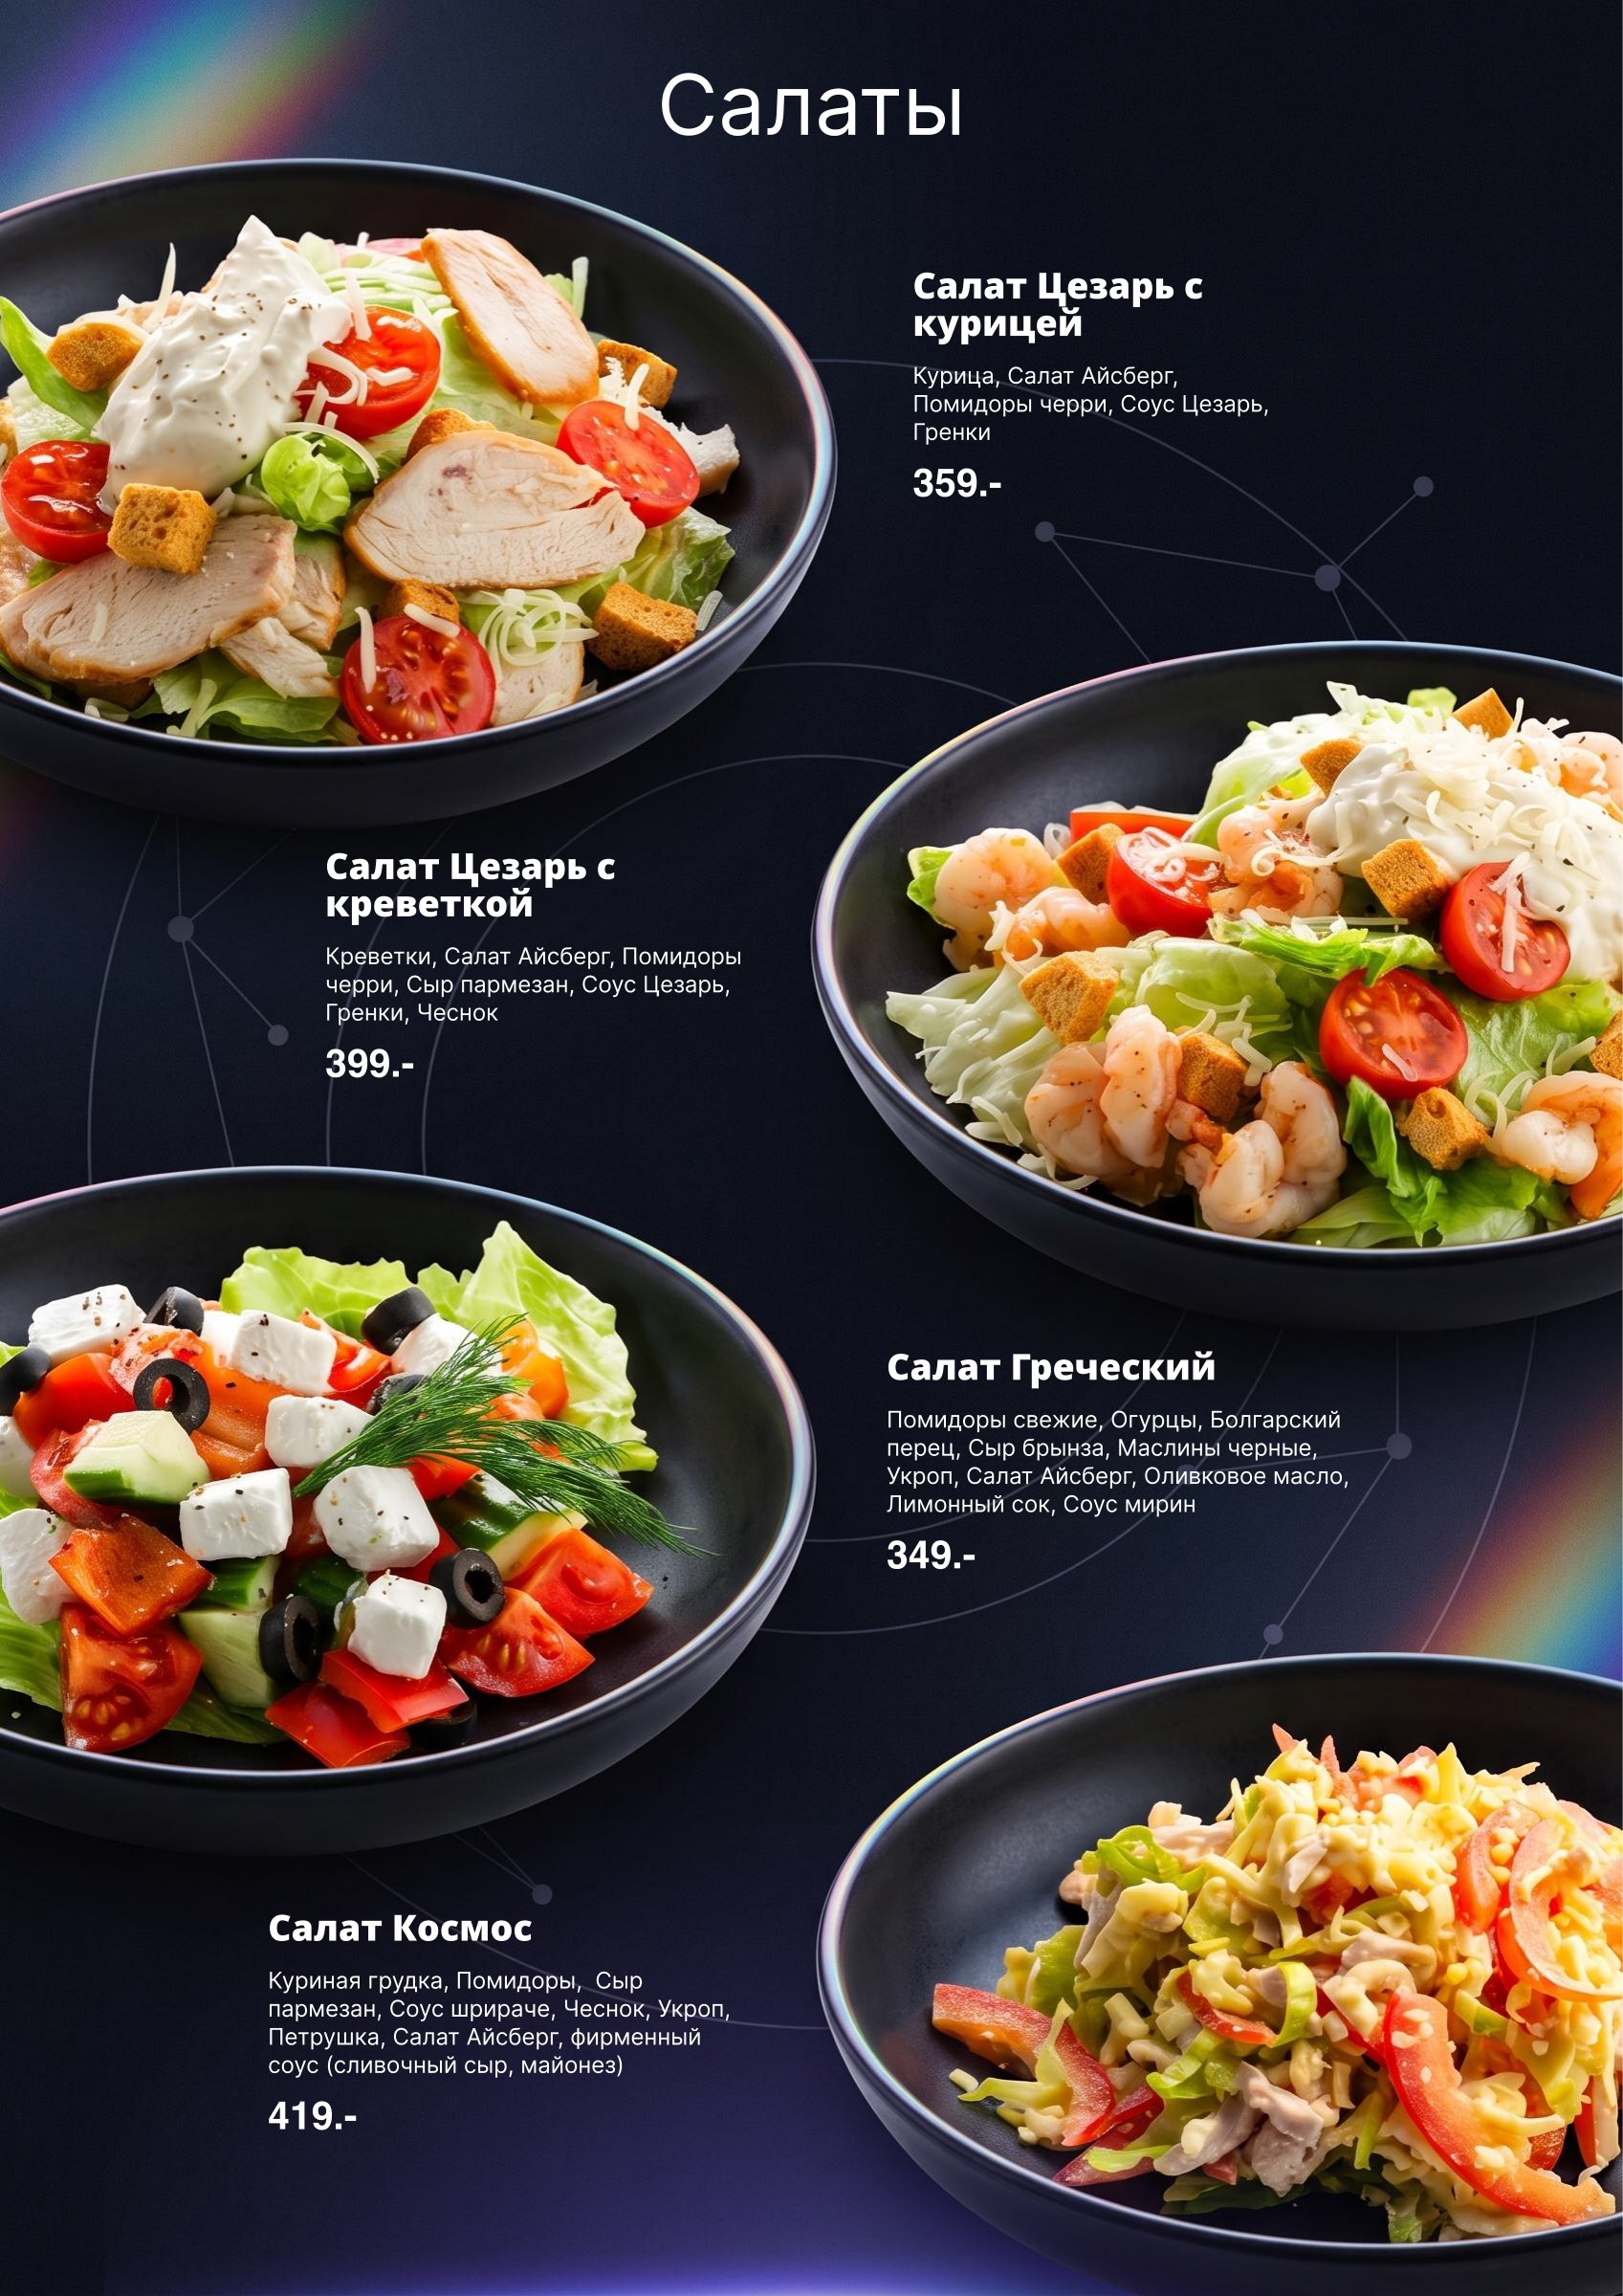 Салаты
Салат Цезарь с
курицей
Курица, Салат Айсберг,
Помидоры черри, Соус Цезарь,
Гренки
359.-
Салат Цезарь с
креветкой
Креветки, Салат Айсберг, Помидоры
черри, Сыр пармезан, Соус Цезарь,
Гренки, Чеснок
399.-
Салат Греческий
Помидоры свежие, Огурцы, Болгарский
перец, Сыр брынза, Маслины черные,
Укроп, Салат Айсберг, Оливковое масло,
Лимонный сок, Соус мирин
349.-
Салат Космос
Куриная грудка, Помидоры,  Сыр
пармезан, Соус шрираче, Чеснок, Укроп,
Петрушка, Салат Айсберг, фирменный
соус (сливочный сыр, майонез)
419.-